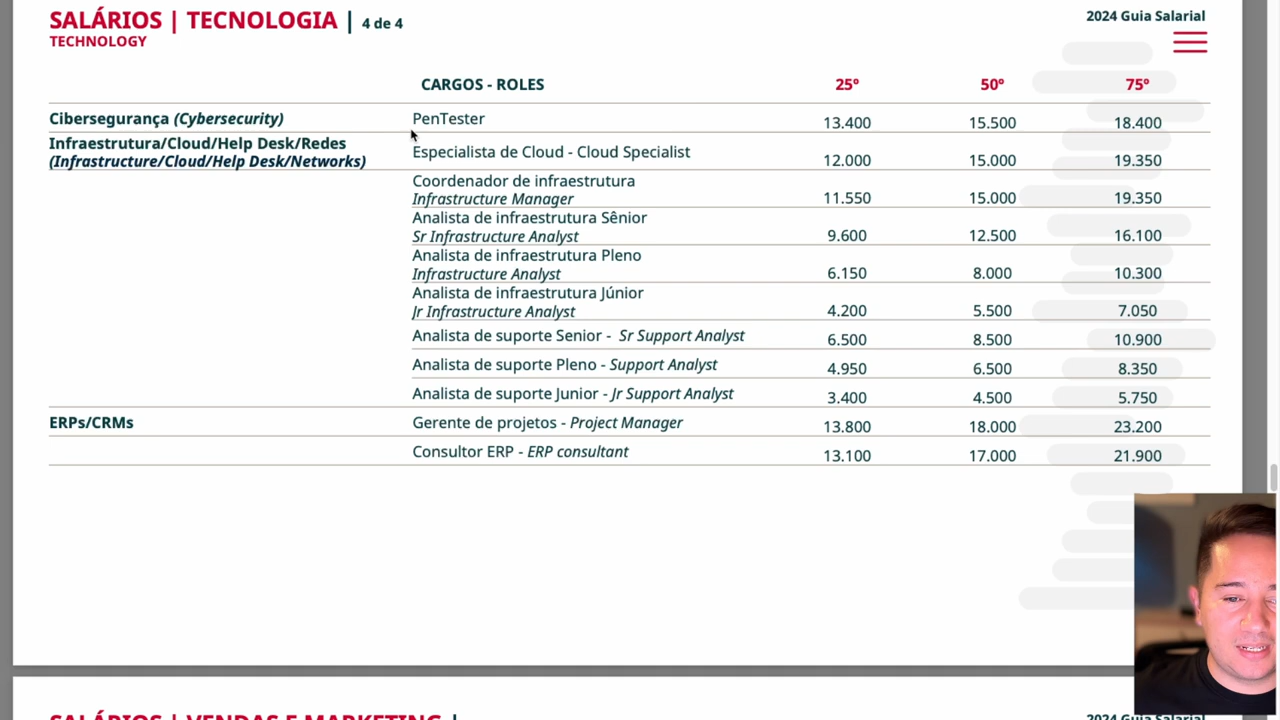 SALÁRIOS | TECNOLOGIA | 4 de 4
2024 Guia Salarial
TECHNOLOGY
CARGOS - ROLES 25º 50º 75º
Cibersegurança (Cybersecurity) PenTester 13.400 15.500 18.400
Infraestrutura/Cloud/Help Desk/Redes
(Infrastructure/Cloud/Help Desk/Networks) Especialista de Cloud - Cloud Specialist 12.000 15.000 19.350
Coordenador de infraestrutura
Infrastructure Manager 11.550 15.000 19.350
Analista de infraestrutura Sênior
Sr Infrastructure Analyst 9.600 12.500 16.100
Analista de infraestrutura Pleno
Infrastructure Analyst 6.150 8.000 10.300
Analista de infraestrutura Júnior
Jr Infrastructure Analyst 4.200 5.500 7.050
Analista de suporte Senior - Sr Support Analyst 6.500 8.500 10.900
Analista de suporte Pleno - Support Analyst 4.950 6.500 8.350
Analista de suporte Junior - Jr Support Analyst 3.400 4.500 5.750
ERPs/CRMs Gerente de projetos - Project Manager 13.800 18.000 23.200
Consultor ERP - ERP consultant 13.100 17.000 21.900
SALÁRIOS | VENDAS E MARKETING |
2024 Guia Salarial